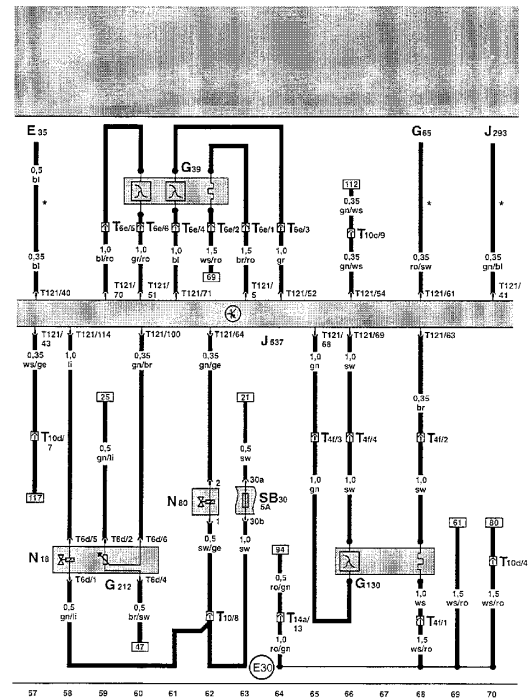 E35 G65 J293
G39
0,5 bl
*
112
0,35 gn/ws
* *
T6e/5 T6e/6 T6e/4 T6e/2 T6e/1 T6e/3 T10c/9
1,0 bl/ro
1,0 gr/ro
1,0 bl
1,5 ws/ro
1,5 br/ro
1,0 gr
69
0,35 bl
0,35 gn/ws
0,35 ro/sw
0,35 gn/bl
T121/40 T121/70 T121/51 T121/71 T121/5 T121/52 T121/54 T121/61 T121/41
J537
T121/43 T121/114 T121/100 T121/64 T121/68 T121/69 T121/63
0,35 ws/ge
1,0 li
0,35 gn/br
0,35 gn/ge
1,0 gn
1,0 sw
0,35 br
25 21
0,5 gn/li
0,5 sw
T10d/7 T4f/3 T4f/4 T4f/2
117
2 30a
N80 SB30 5A
1 30b
1,0 gn
1,0 sw
1,0 sw
0,5 sw/ge
1,0 sw
94 61 80
T6d/5 T6d/2 T6d/6
N18 G212
T6d/1 T6d/4
0,5 ro/gn
G130
T10d/4
0,5 gn/li
0,5 br/sw
T10/8 T14a/13 T4f/1
1,0 ws
1,5 ws/ro
1,5 ws/ro
47
1,0 ro/gn
1,5 ws/ro
E30
57 58 59 60 61 62 63 64 65 66 67 68 69 70